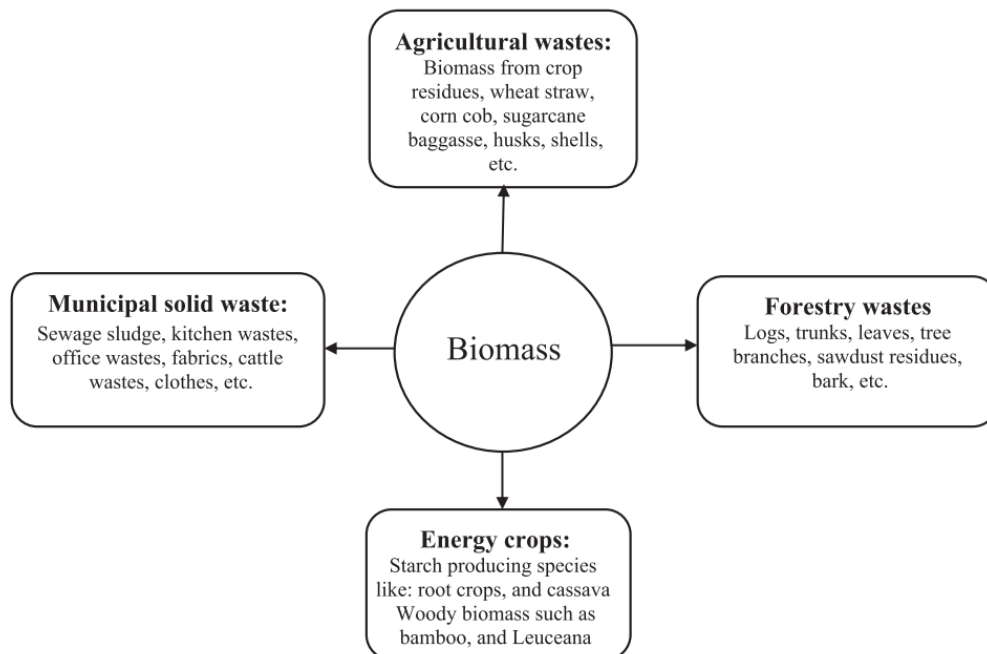 Agricultural wastes:
Biomass from crop
residues, wheat straw,
corn cob, sugarcane
baggasse, husks, shells,
etc.
Municipal solid waste:
Sewage sludge, kitchen wastes,
office wastes, fabrics, cattle
wastes, clothes, etc.
Biomass
Forestry wastes
Logs, trunks, leaves, tree
branches, sawdust residues,
bark, etc.
Energy crops:
Starch producing species
like: root crops, and cassava
Woody biomass such as
bamboo, and Leuceana